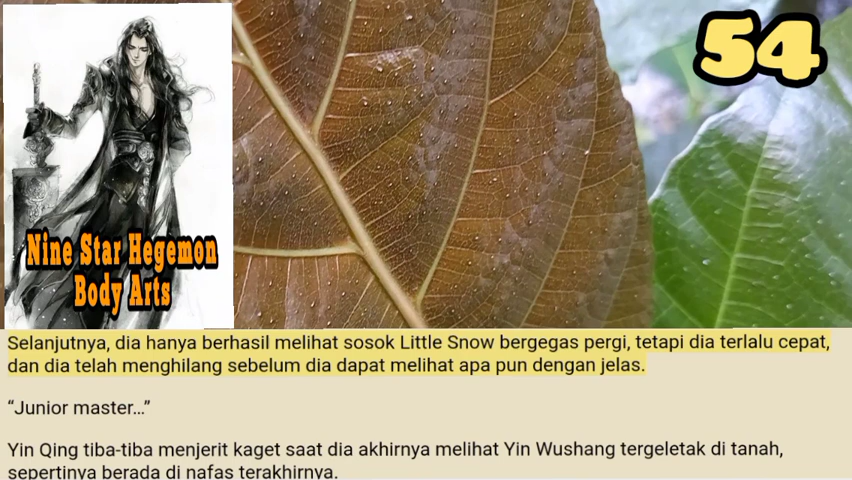 54
Nine Star Hegemon
Body Arts
Selanjutnya, dia hanya berhasil melihat sosok Little Snow bergegas pergi, tetapi dia terlalu cepat,
dan dia telah menghilang sebelum dia dapat melihat apa pun dengan jelas.
“Junior master…”
Yin Qing tiba-tiba menjerit kaget saat dia akhirnya melihat Yin Wushang tergeletak di tanah,
sepertinya berada di nafas terakhirnya.